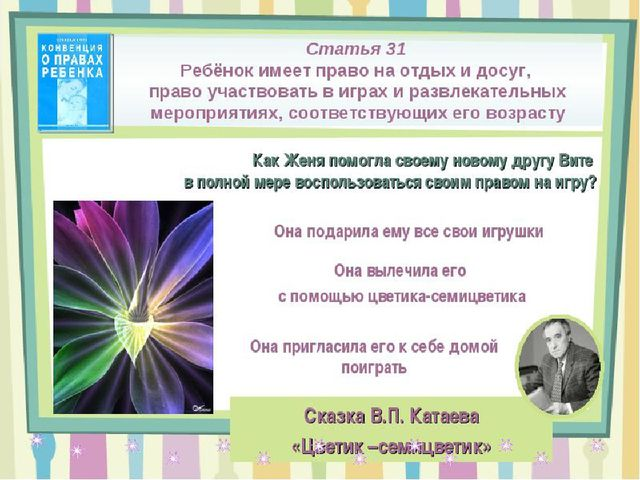 КОНВЕНЦИЯ
О ПРАВАХ
РЕБЕНКА
Статья 31
Ребёнок имеет право на отдых и досуг,
право участвовать в играх и развлекательных
мероприятиях, соответствующих его возрасту
Как Женя помогла своему новому другу Вите
в полной мере воспользоваться своим правом на игру?
Она подарила ему все свои игрушки
Она вылечила его
с помощью цветика-семицветика
Она пригласила его к себе домой
поиграть
Сказка В.П. Катаева
«Цветик –семицветик»